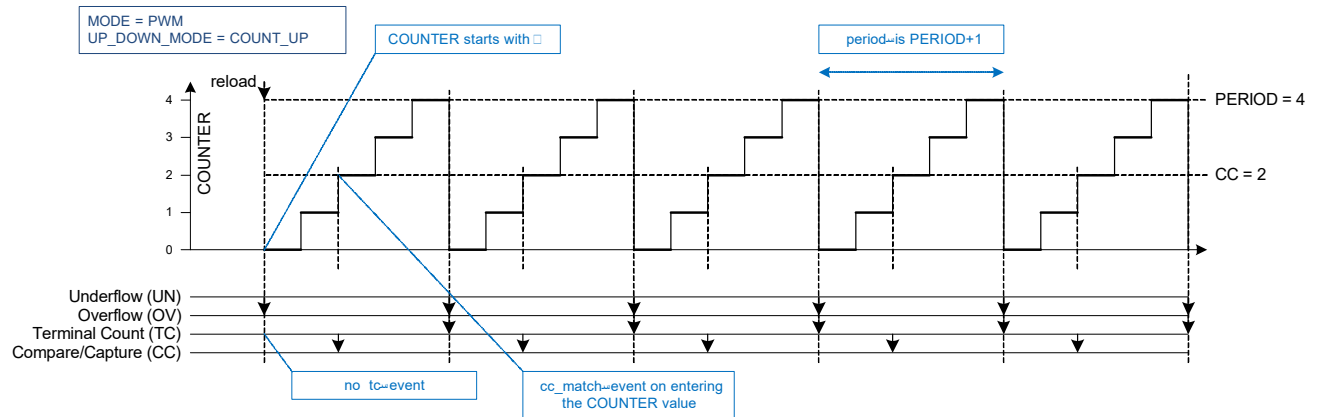 MODE = PWM
UP_DOWN_MODE = COUNT_UP
COUNTER starts with □
period is PERIOD+1
reload
4
3
2
1
0
COUNTER
PERIOD = 4
CC = 2
Underflow (UN)
Overflow (OV)
Terminal Count (TC)
Compare/Capture (CC)
no tc event
cc_match event on entering
the COUNTER value